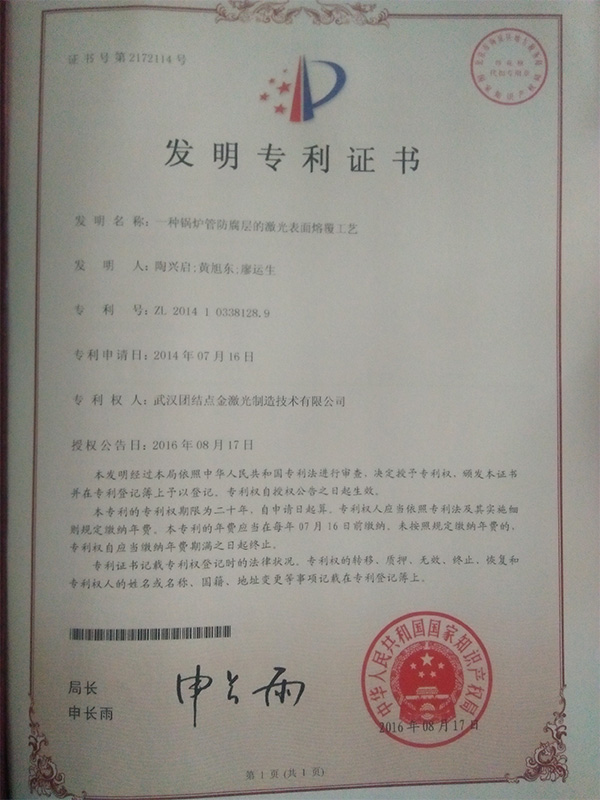 证书号第2172114号
发明专利证书
发明名称：一种锅炉管防腐层的激光表面熔覆工艺
发明人：陶兴启;黄旭东;廖运生
专利号：ZL 2014 1 0338128.9
专利申请日：2014年07月16日
专利权人：武汉团结点金激光制造技术有限公司
授权公告日：2016年08月17日
本发明经过本局依照中华人民共和国专利法进行审查，决定授予专利权，颁发本证书
并在专利登记簿上予以登记。专利权自授权公告之日起生效。
本专利的专利权期限为二十年，自申请日起算。专利权人应当依照专利法及其实施细
则规定缴纳年费。本专利的年费应当在每年07月16日前缴纳。未按照规定缴纳年费的，
专利权自应当缴纳年费期满之日起终止。
专利证书记载专利权登记时的法律状况。专利权的转移、质押、无效、终止、恢复和
专利权人的姓名或名称、国籍、地址变更等事项记载在专利登记簿上。
局长
申长雨
申长雨
中华人民共和国国家知识产权局
2016年08月17日
第1页(共1页)